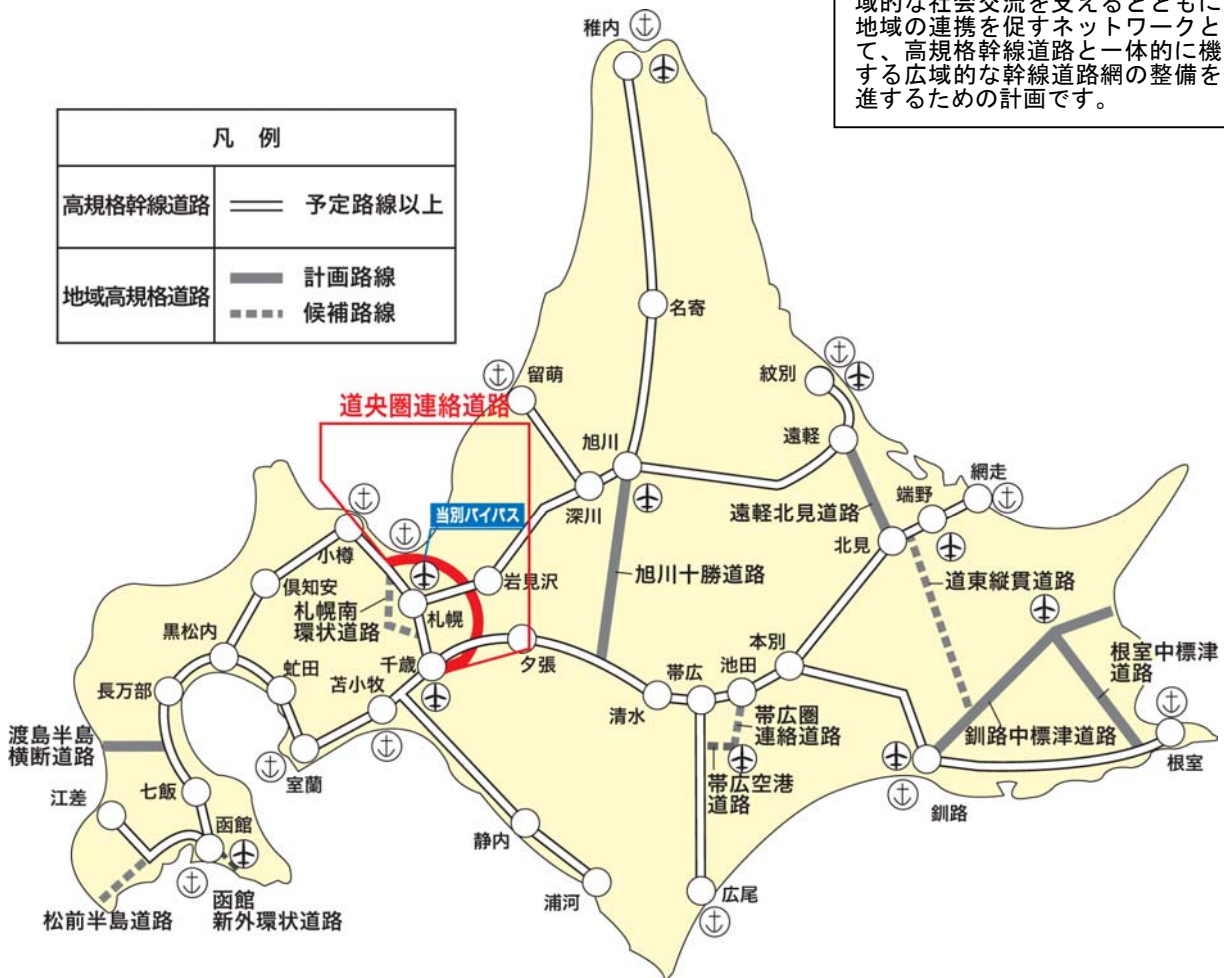 域的な社会交流を支えるとともに
地域の連携を促すネットワークと
て、高規格幹線道路と一体的に機
する広域的な幹線道路網の整備を
進するための計画です。
凡 例
高規格幹線道路 予定路線以上
地域高規格道路 計画路線
候補路線
稚内
名寄
紋別
留萌
道央圏連絡道路
旭川
遠軽
網走
端野
深川
遠軽北見道路
北見
当別バイパス
小樽
岩見沢
旭川十勝道路
道東縦貫道路
倶知安
札幌南
環状道路
札幌
黒松内
千歳
夕張
本別
根室中標津
道路
虻田
苫小牧
帯広
池田
長万部
清水
帯広圏
連絡道路
釧路中標津道路
渡島半島
横断道路
室蘭
根室
帯広空港
道路
七飯
江差
釧路
函館
静内
浦河
広尾
松前半島道路
函館
新外環状道路